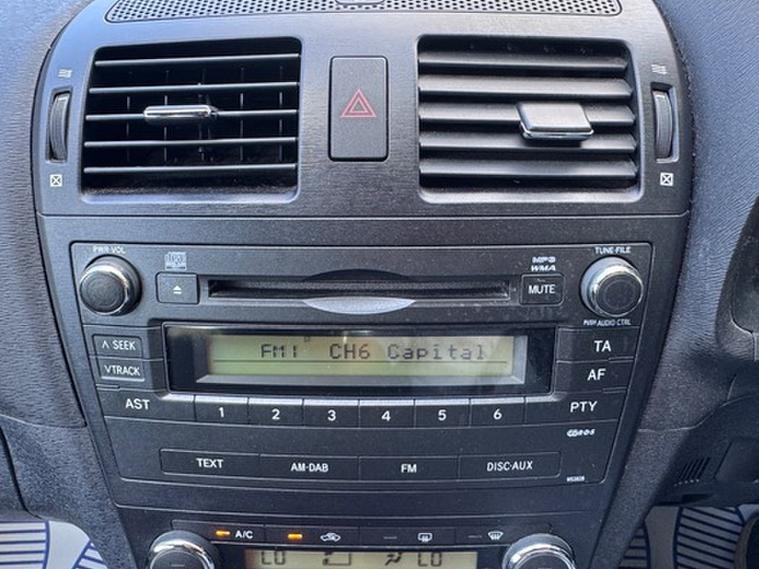 PWR·VOL
TUNE·FILE
MP3
WMA
MUTE
PUSH AUDIO CTRL
∧ SEEK
∨TRACK
FM1 CH6 Capital
TA
AF
AST
1 2 3 4 5 6
PTY
TEXT
AM·DAB
FM
DISC·AUX
A/C
LO
LO